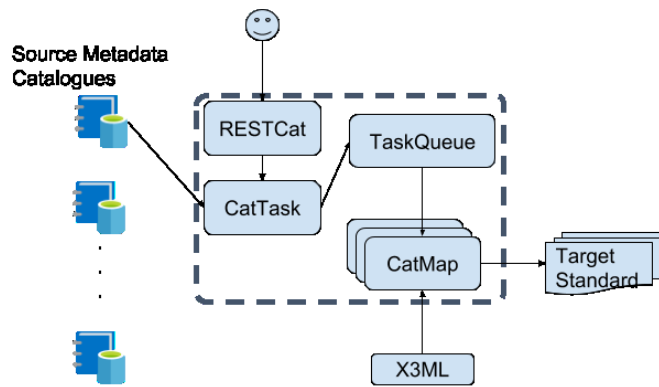 Source Metadata
Catalogues
RESTCat
TaskQueue
CatTask
CatMap
Target
Standard
X3ML